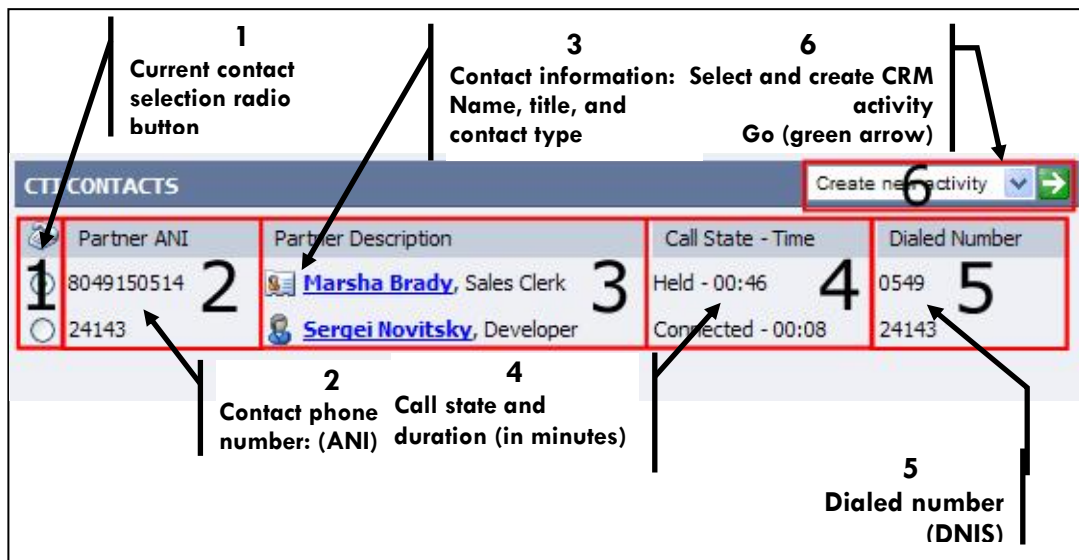 1
Current contact
selection radio
button
3
Contact information:
Name, title, and
contact type
6
Select and create CRM
activity
Go (green arrow)
CTI CONTACTS
Create new activity
6
Partner ANI
Partner Description
Call State - Time
Dialed Number
1
8049150514
2
Marsha Brady, Sales Clerk
3
Held - 00:46
4
0549
5
24143
Sergei Novitsky, Developer
Connected - 00:08
24143
2
Contact phone
number: (ANI)
4
Call state and
duration (in minutes)
5
Dialed number
(DNIS)